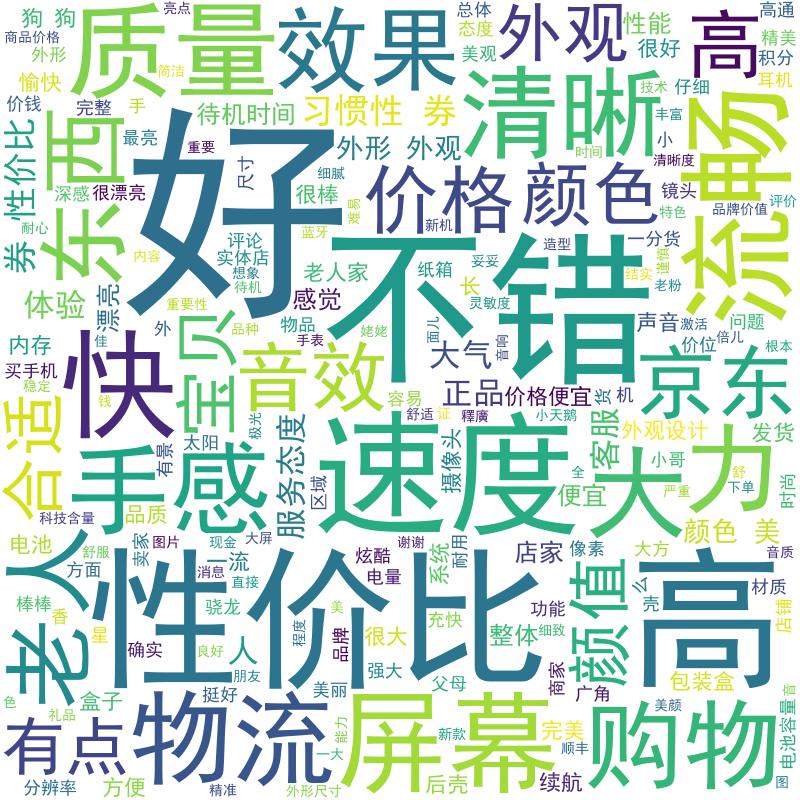 狗 狗
亮点
质量
效果
总体
态度
外观
性能
很好
高
高通
精美
积分
耳机
商品价格
外形
愉快
简洁
美观
清晰
技术
仔细
丰富
价钱
完整
手
待机时间
习惯性 券
小
时间
清晰度
畅
流
东西
最亮
重要
好
尺寸
外形 外观
细腻
性价比
券
耐心
深感
很漂亮
很棒
难易
价格
颜色
镜头
特色
品牌价值
评价
新机
内容
蓝牙
评论
实体店
想象
待机
不错
造型
一分货
谨慎
结实
老粉
体验
漂亮
重要性
老人家
纸箱
妥妥
感觉
长
灵敏度
声音
激活
问题
外
佳
宝贝
品种
物品
姥姥
手表
面儿
大气
音响
价位
倍儿
根本
内存
买手机
稳定
钱
快
音效
容易
正品
价格便宜
货
机
京东
合适
手感
有景
太阳
极光
服务态度
区域
舒适
证
釋廣
小天鹅
速度
摄像头
客服
外观设计
发货
便宜
小哥
全
严重
大
力
舒
下单
时尚
科技含量
品质
电池
舒服
方面
卖家
图片
现金
大屏
一流
消息
直接
炫酷
谢谢
电量
系统
耐用
店家
像素
大方
颜色 美
音质
老人
棒棒
香
星
性价比
骁龙
确实
良好
人
朋友
程度
美
品牌
很大
强大
充快
整体
细致
父母
功能
颜值
么
壳
高
材质
店铺
色
礼品
盒子
挺好
美丽
商家
广角
包装盒
美颜
有点
物流
能力
一大
屏幕
新款
完美
顺丰
购物
电池容量
音
图
分辨率
方便
精准
外形尺寸
后壳
续航